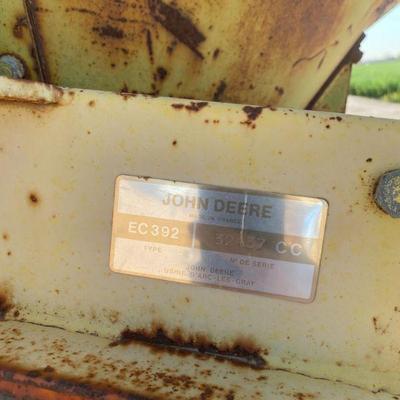 JOHN DEERE
MADE IN FRANCE
EC392 CC
TYPE N° DE SERIE
JOHN DEERE
USINE D'ARC-LES-GRAY